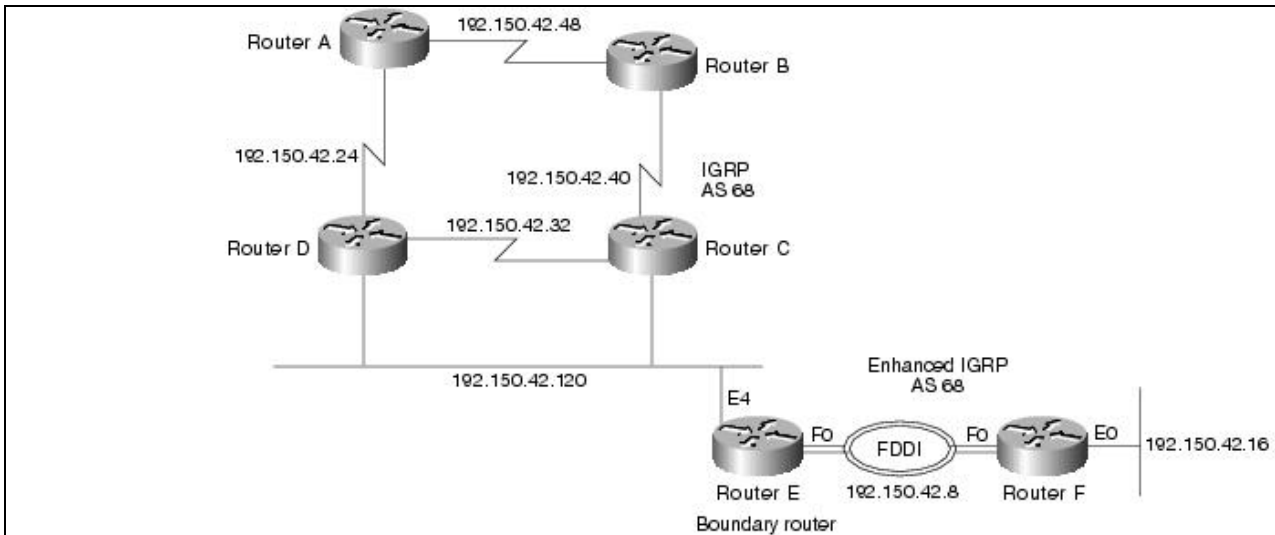 192.150.42.48
Router A
Router B
192.150.42.24
192.150.42.40
IGRP
AS 68
192.150.42.32
Router D
Router C
192.150.42.120
Enhanced IGRP
AS 68
E4
F0
FDDI
F0
E0
192.150.42.16
Router E
192.150.42.8
Router F
Boundary router